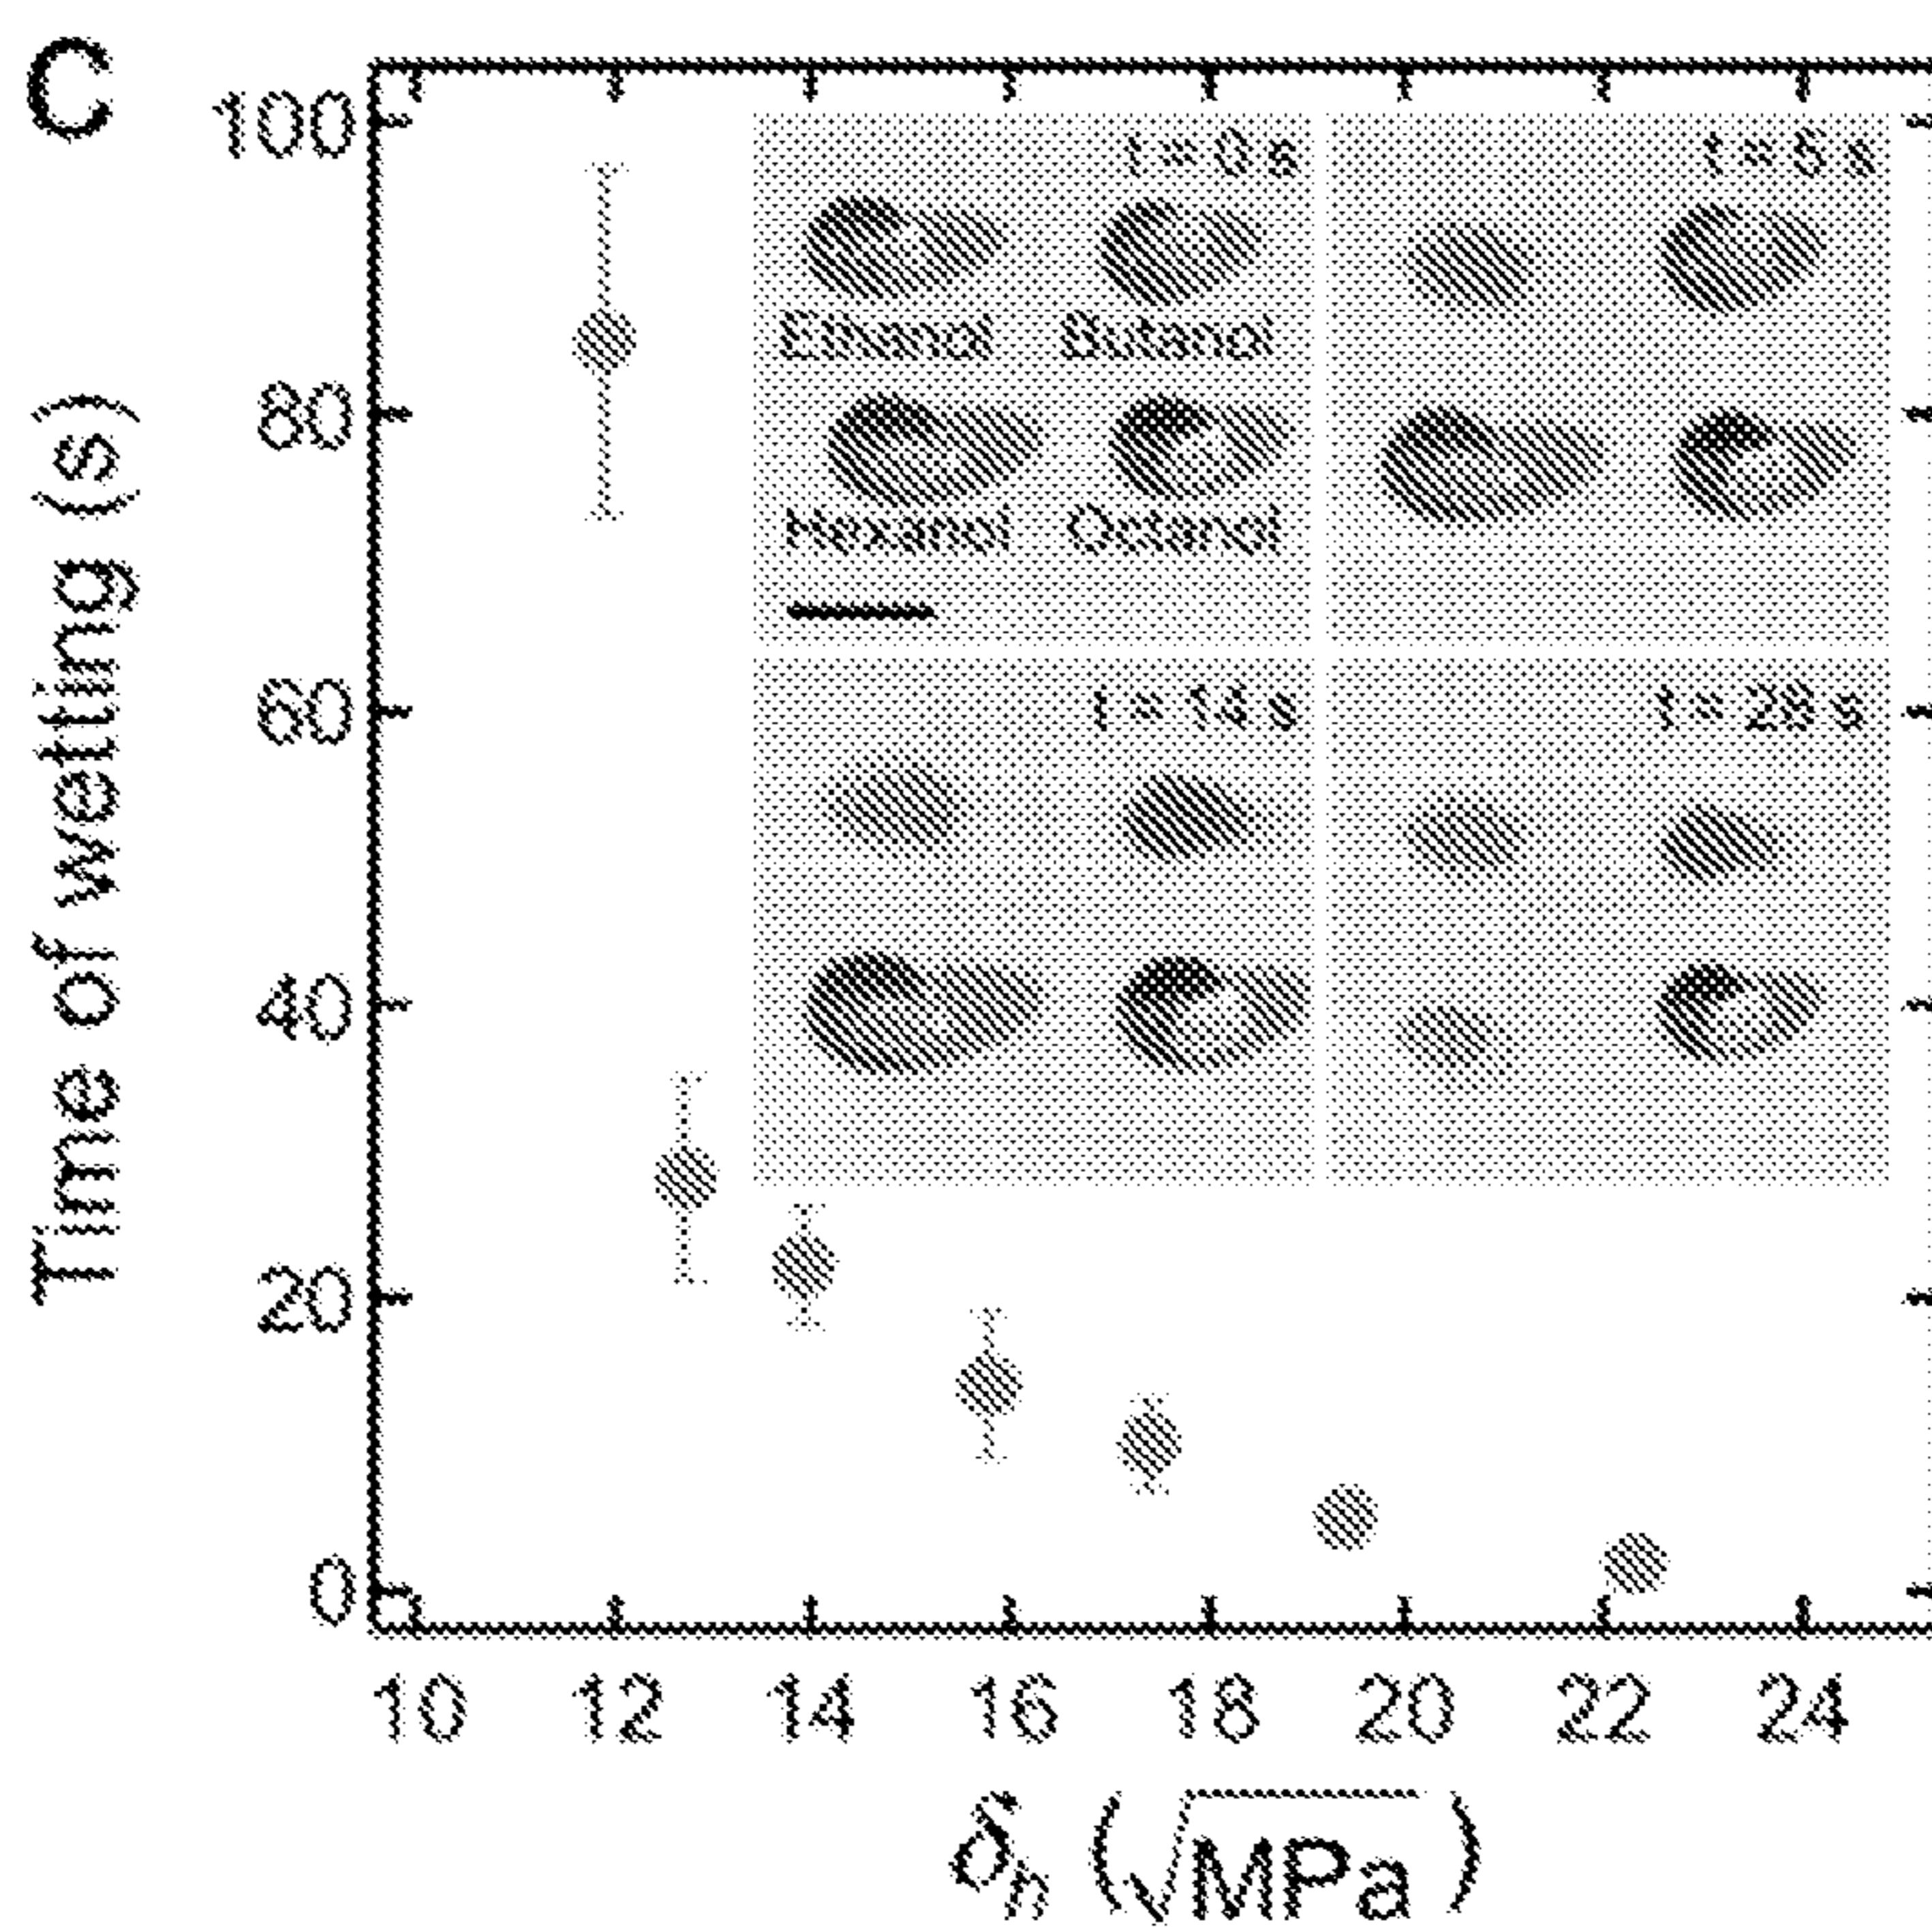 C
Time of wetting (s)
100
80
60
40
20
0
t = 0 s
Ethanol Butanol
Hexanol Octanol
t = 5 s
t = 14 s
t = 28 s
10 12 14 16 18 20 22 24
δₕ (√MPa)